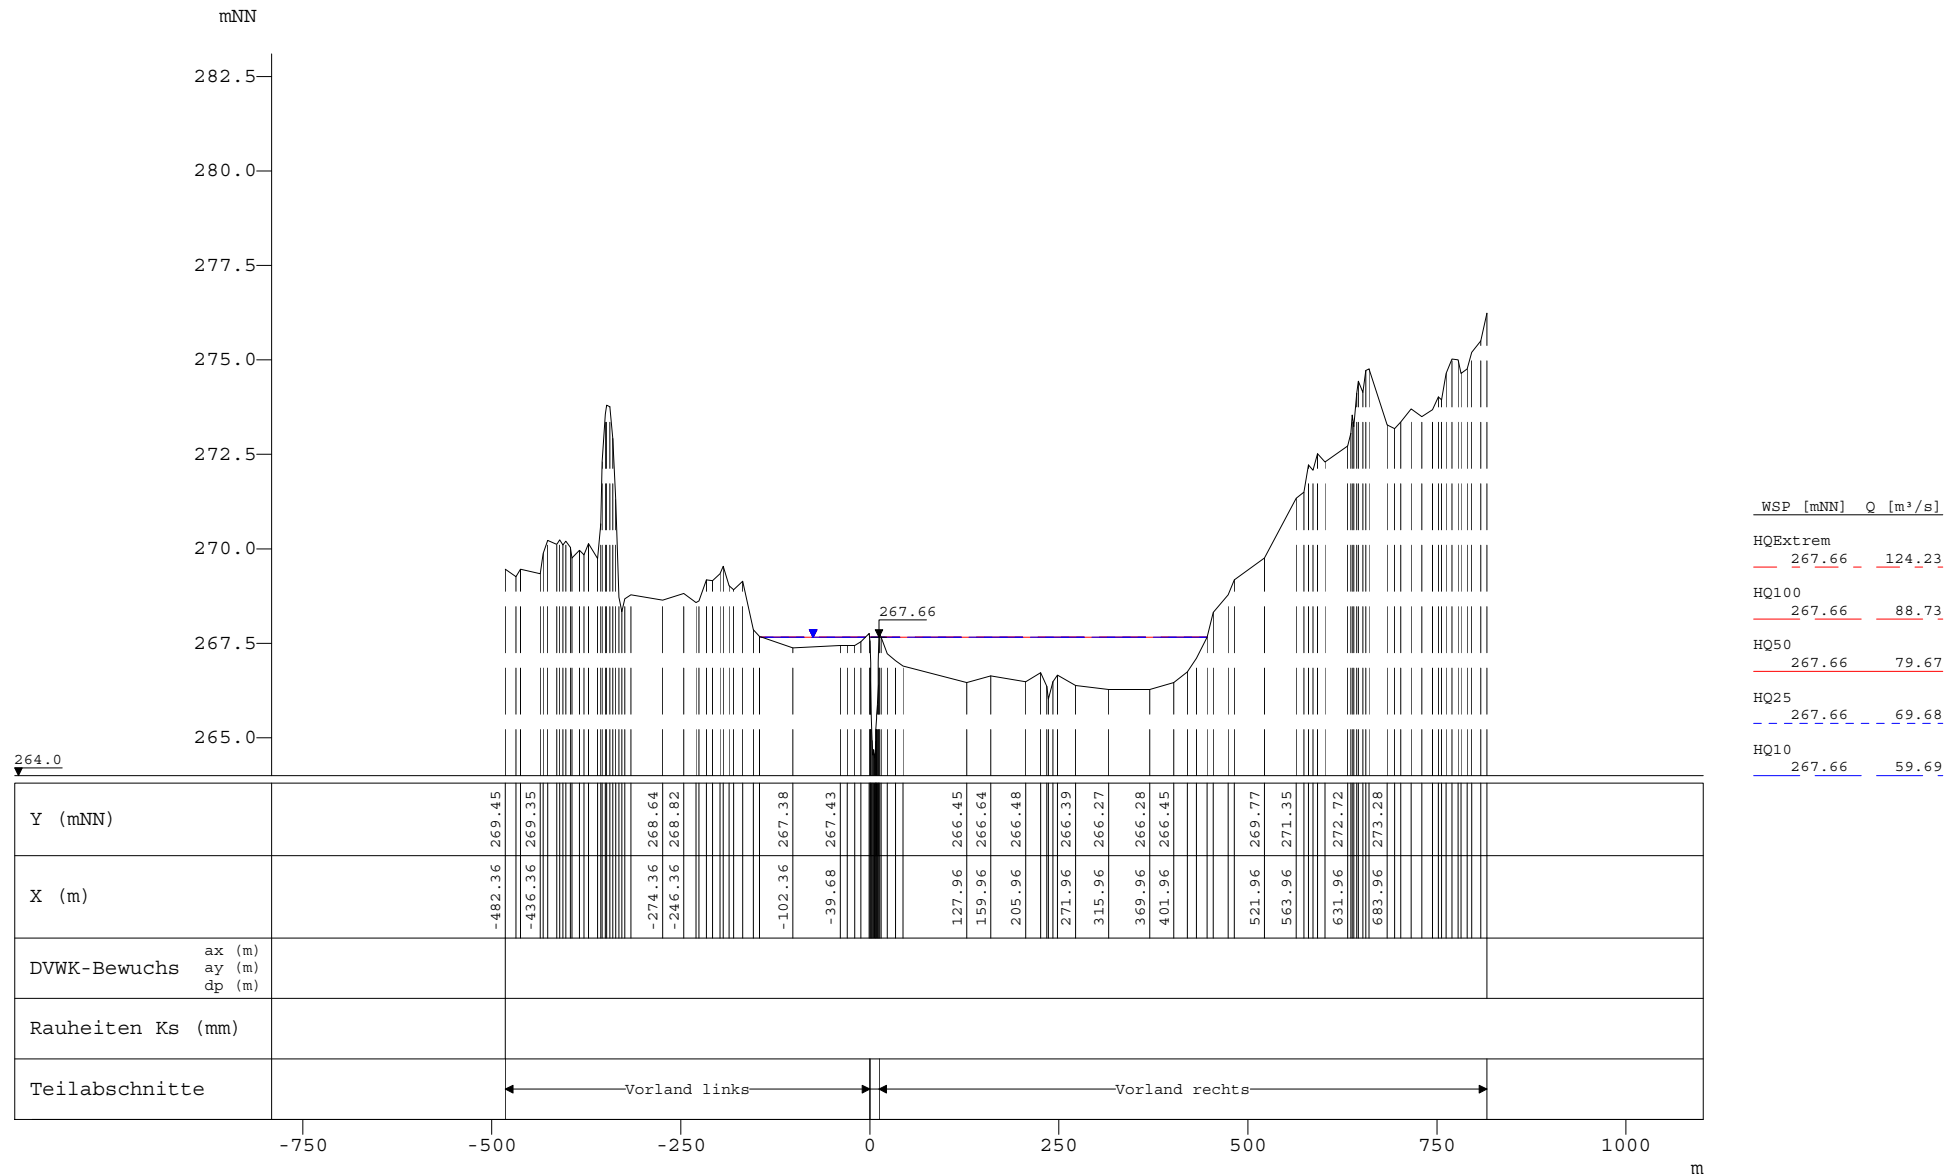 mNN
282.5
280.0
277.5
275.0
272.5
270.0
267.5
265.0
264.0
267.66
WSP [mNN] Q [m³/s]
HQExtrem
267.66 124.23
HQ100
267.66 88.73
HQ50
267.66 79.67
HQ25
267.66 69.68
HQ10
267.66 59.69
Y (mNN) 269.45 269.35 268.64 268.82 267.38 267.43 266.45 266.64 266.48 266.39 266.27 266.28 266.45 269.77 271.35 272.72 273.28
X (m) -482.36 -436.36 -274.36 -246.36 -102.36 -39.68 127.96 159.96 205.96 271.96 315.96 369.96 401.96 521.96 563.96 631.96 683.96
DVWK-Bewuchs
ax (m)
ay (m)
dp (m)
Rauheiten Ks (mm)
Teilabschnitte Vorland links Vorland rechts
-750 -500 -250 0 250 500 750 1000
m